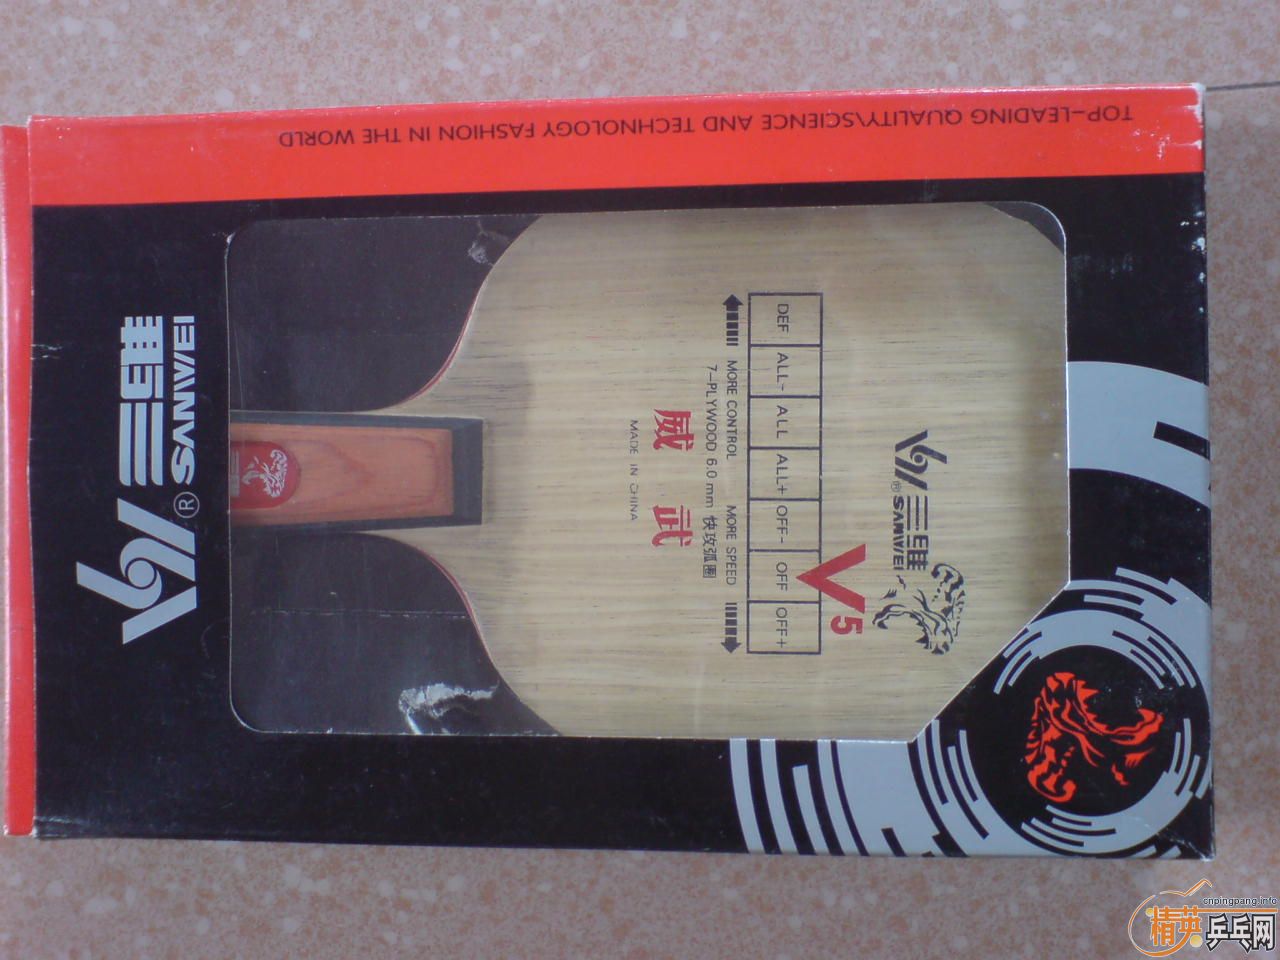 TOP-LEADING QUALITY\SCIENCE AND TECHNOLOGY FASHION IN THE WORLD
三维
SANWEI
®
三维
®SANWEI
V5
DEF ALL- ALL ALL+ OFF- OFF OFF+
MORE CONTROL MORE SPEED
7-PLYWOOD 6.0 mm 快攻弧圈
威武
MADE IN CHINA
cnpingpang.info
精英乒乓网